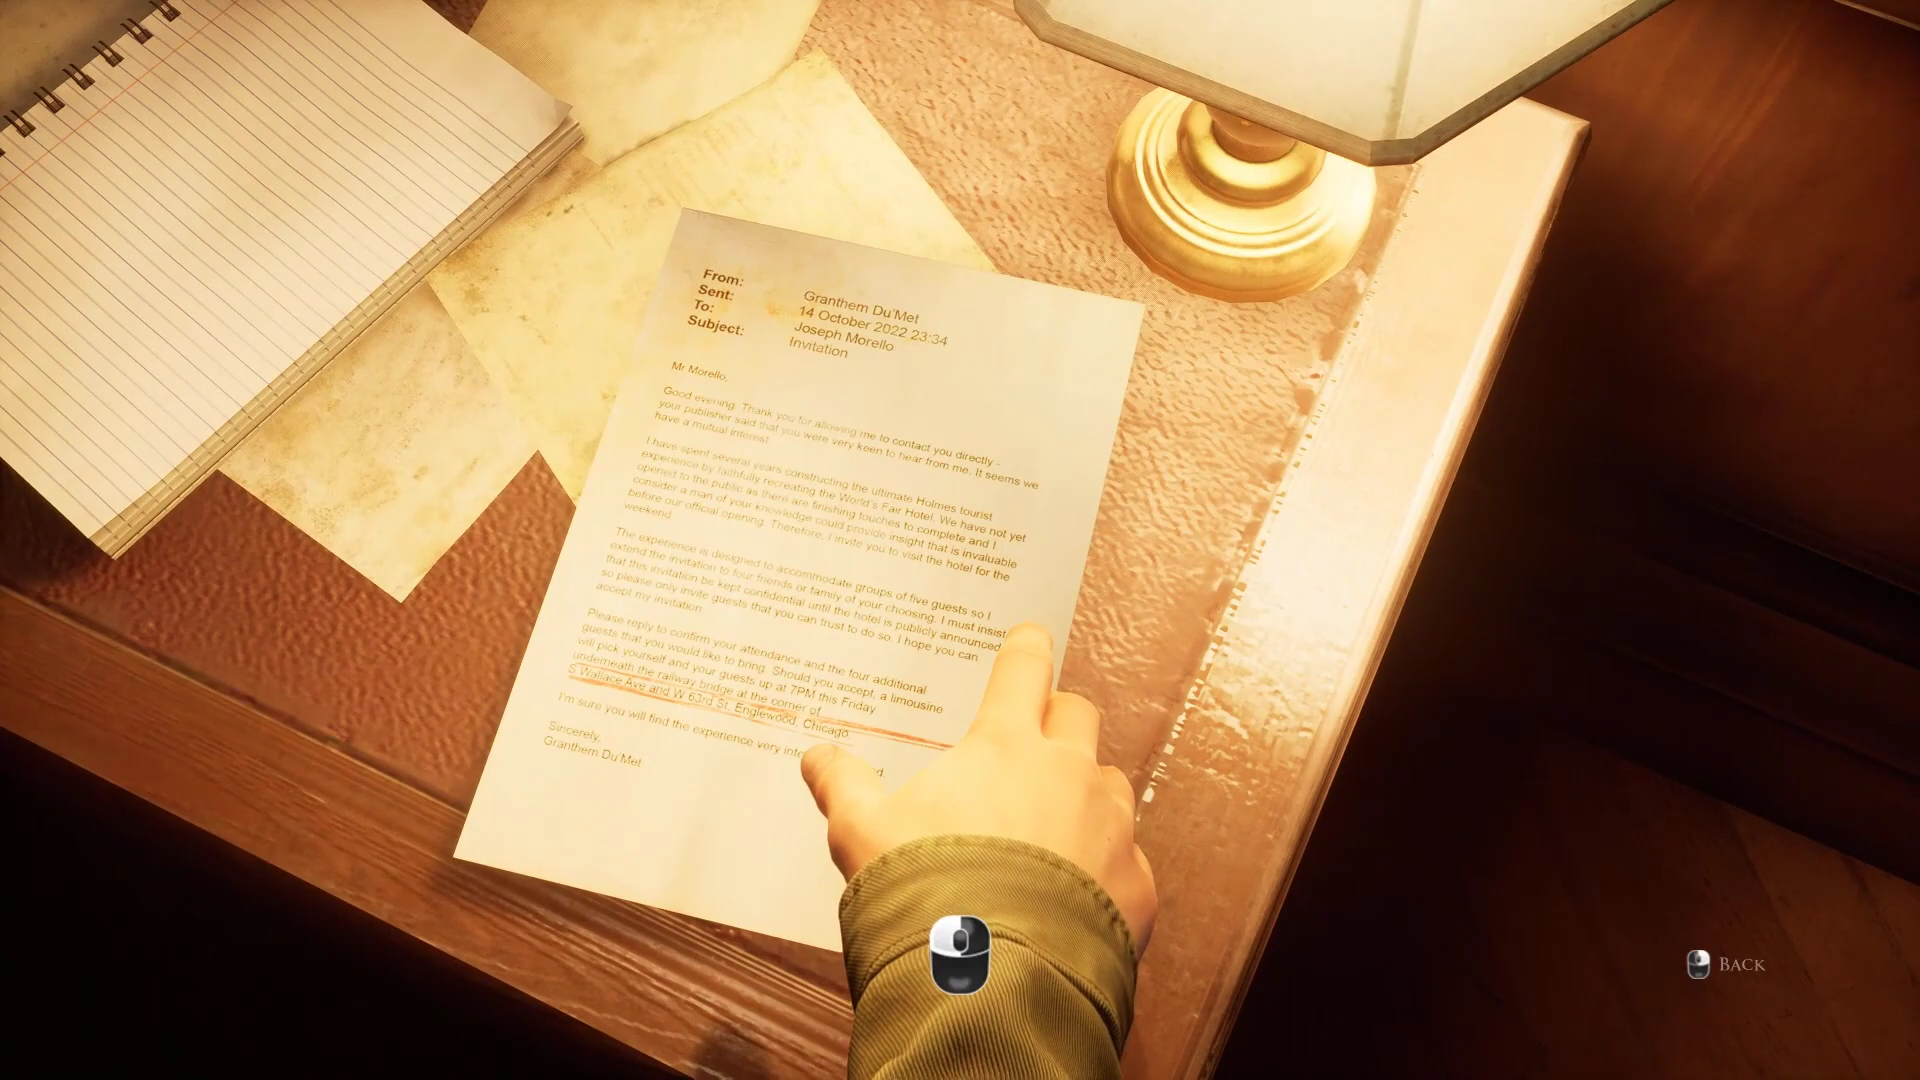 From: Granthem Du'Met
Sent: 14 October 2022 23:34
To: Joseph Morello
Subject: Invitation
Mr Morello,
Good evening. Thank you for allowing me to contact you directly -
your publisher said that you were very keen to hear from me. It seems we
have a mutual interest.
I have spent several years constructing the ultimate Holmes tourist
experience by faithfully recreating the World's Fair Hotel. We have not yet
opened to the public as there are finishing touches to complete and I
consider a man of your knowledge could provide insight that is invaluable
before our official opening. Therefore, I invite you to visit the hotel for the
weekend.
The experience is designed to accommodate groups of five guests so I
extend the invitation to four friends or family of your choosing. I must insist
that this invitation be kept confidential until the hotel is publicly announced
so please only invite guests that you can trust to do so. I hope you can
accept my invitation.
Please reply to confirm your attendance and the four additional
guests that you would like to bring. Should you accept, a limousine
will pick yourself and your guests up at 7PM this Friday
underneath the railway bridge at the corner of
S Wallace Ave and W 63rd St, Englewood, Chicago.
I'm sure you will find the experience very
Sincerely,
Granthem Du'Met
Back